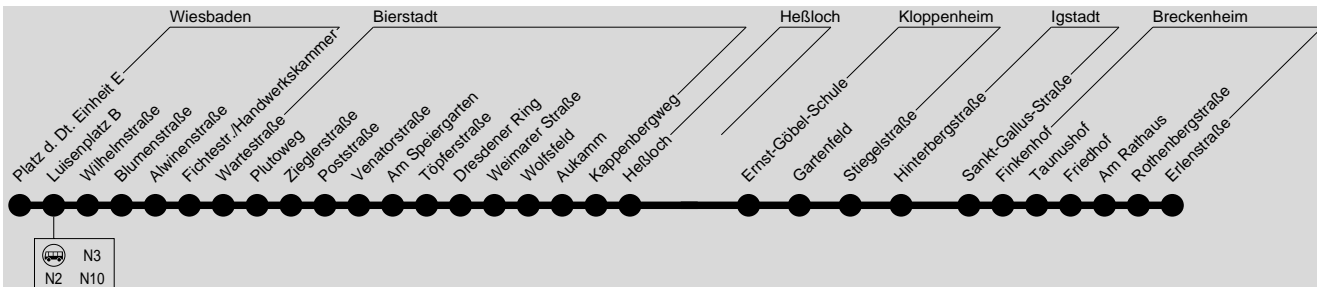 Wiesbaden
Bierstadt
Heßloch
Kloppenheim
Igstadt
Breckenheim
Platz d. Dt. Einheit E
Luisenplatz B
Wilhelmstraße
Blumenstraße
Alwinenstraße
Fichtestr./Handwerkskammer
Wartestraße
Plutoweg
Zieglerstraße
Poststraße
Venatorstraße
Am Speiergarten
Töpferstraße
Dresdener Ring
Weimarer Straße
Wolfsfeld
Aukamm
Kappenbergweg
Heßloch
Ernst-Göbel-Schule
Gartenfeld
Stiegelstraße
Hinterbergstraße
Sankt-Gallus-Straße
Finkenhof
Taunushof
Friedhof
Am Rathaus
Rothenbergstraße
Erlenstraße
N3
N2 N10